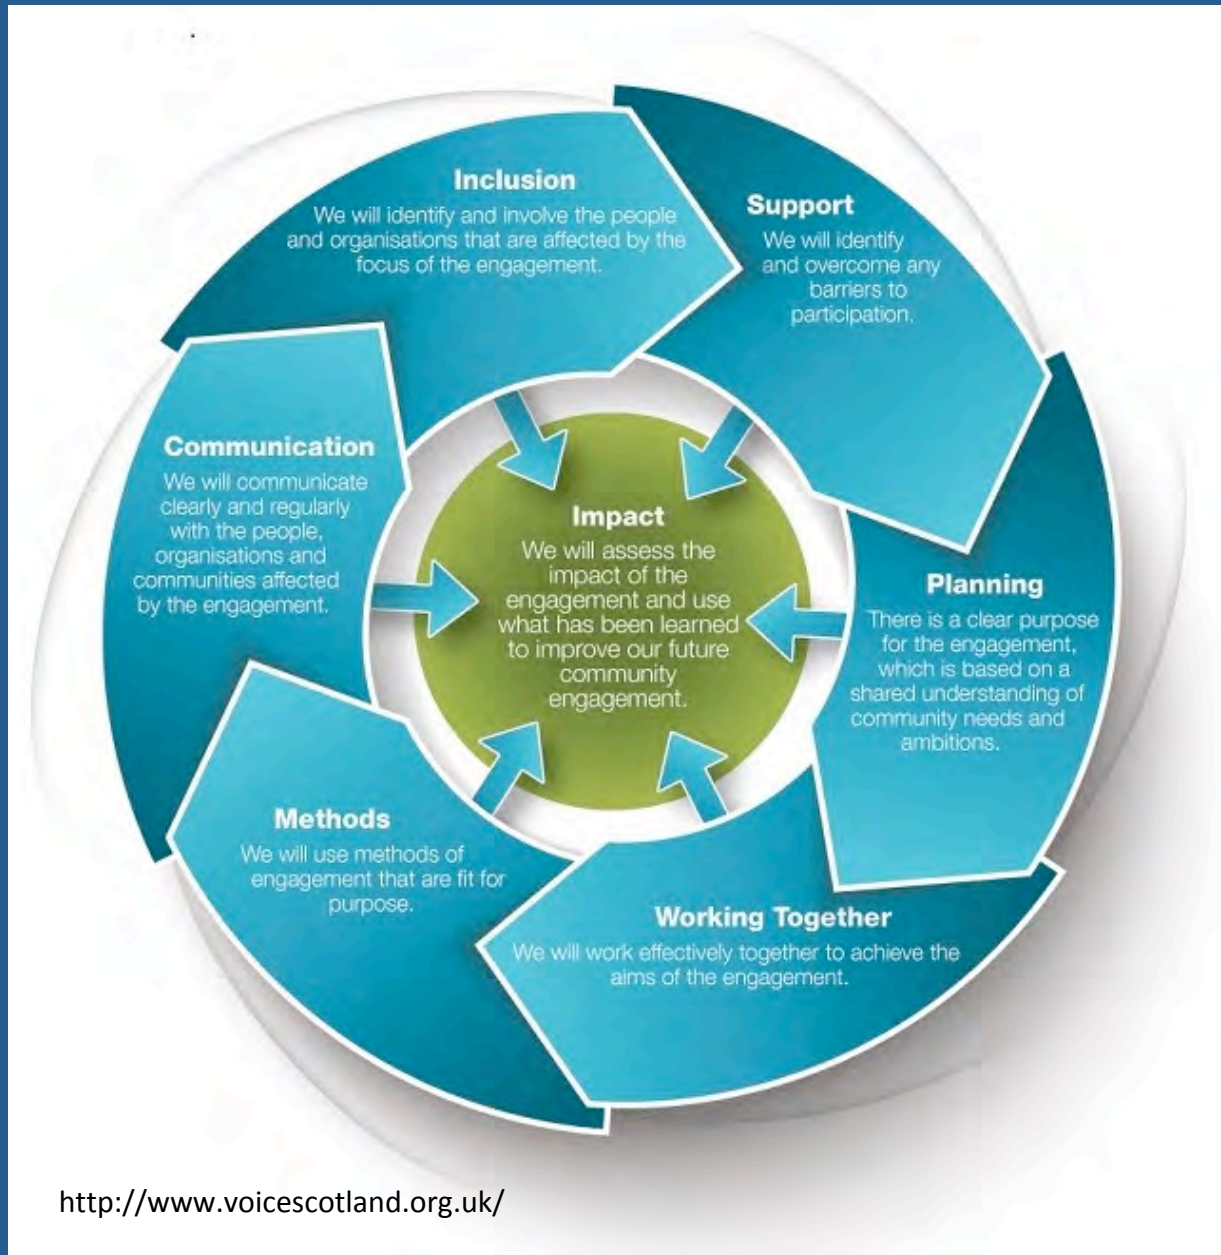 Inclusion
We will identify and involve the people
and organisations that are affected by the
focus of the engagement.
Support
We will identify
and overcome any
barriers to
participation.
Planning
There is a clear purpose
for the engagement,
which is based on a
shared understanding of
community needs and
ambitions.
Working Together
We will work effectively together to achieve the
aims of the engagement.
Methods
We will use methods of
engagement that are fit for
purpose.
Communication
We will communicate
clearly and regularly
with the people,
organisations and
communities affected
by the engagement.
Impact
We will assess the
impact of the
engagement and use
what has been learned
to improve our future
community
engagement.
http://www.voicescotland.org.uk/